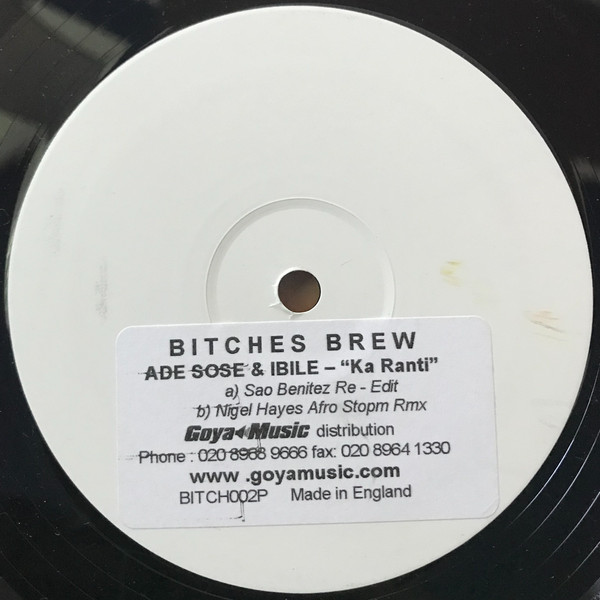 BITCHES BREW
ADE SOSE & IBILE – “Ka Ranti”
a) Sao Benitez Re - Edit
b) Nigel Hayes Afro Stopm Rmx
Goya Music distribution
Phone : 020 8968 9666 fax: 020 8964 1330
www .goyamusic.com
BITCH002P Made in England